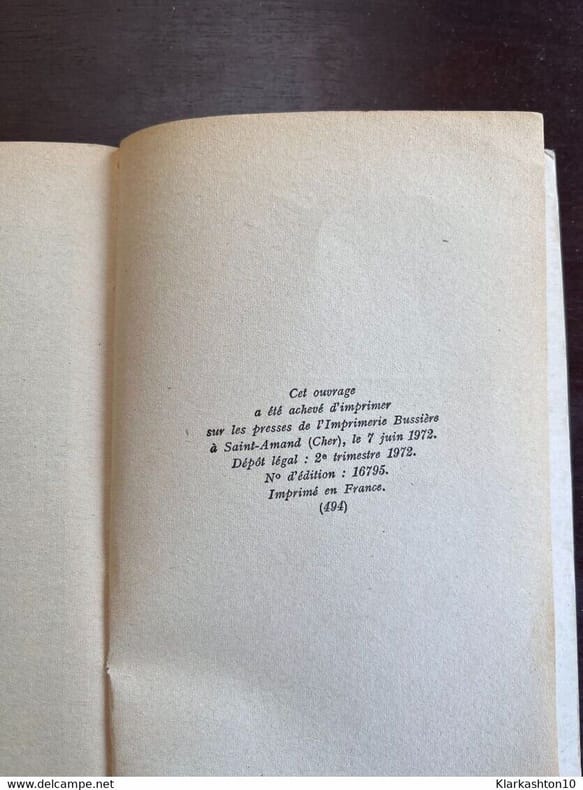 Cet ouvrage
a été achevé d'imprimer
sur les presses de l'Imprimerie Bussière
à Saint-Amand (Cher), le 7 juin 1972.
Dépôt légal : 2e trimestre 1972.
No d'édition : 16795.
Imprimé en France.
(494)
www.delcampe.net
Klarkashton10